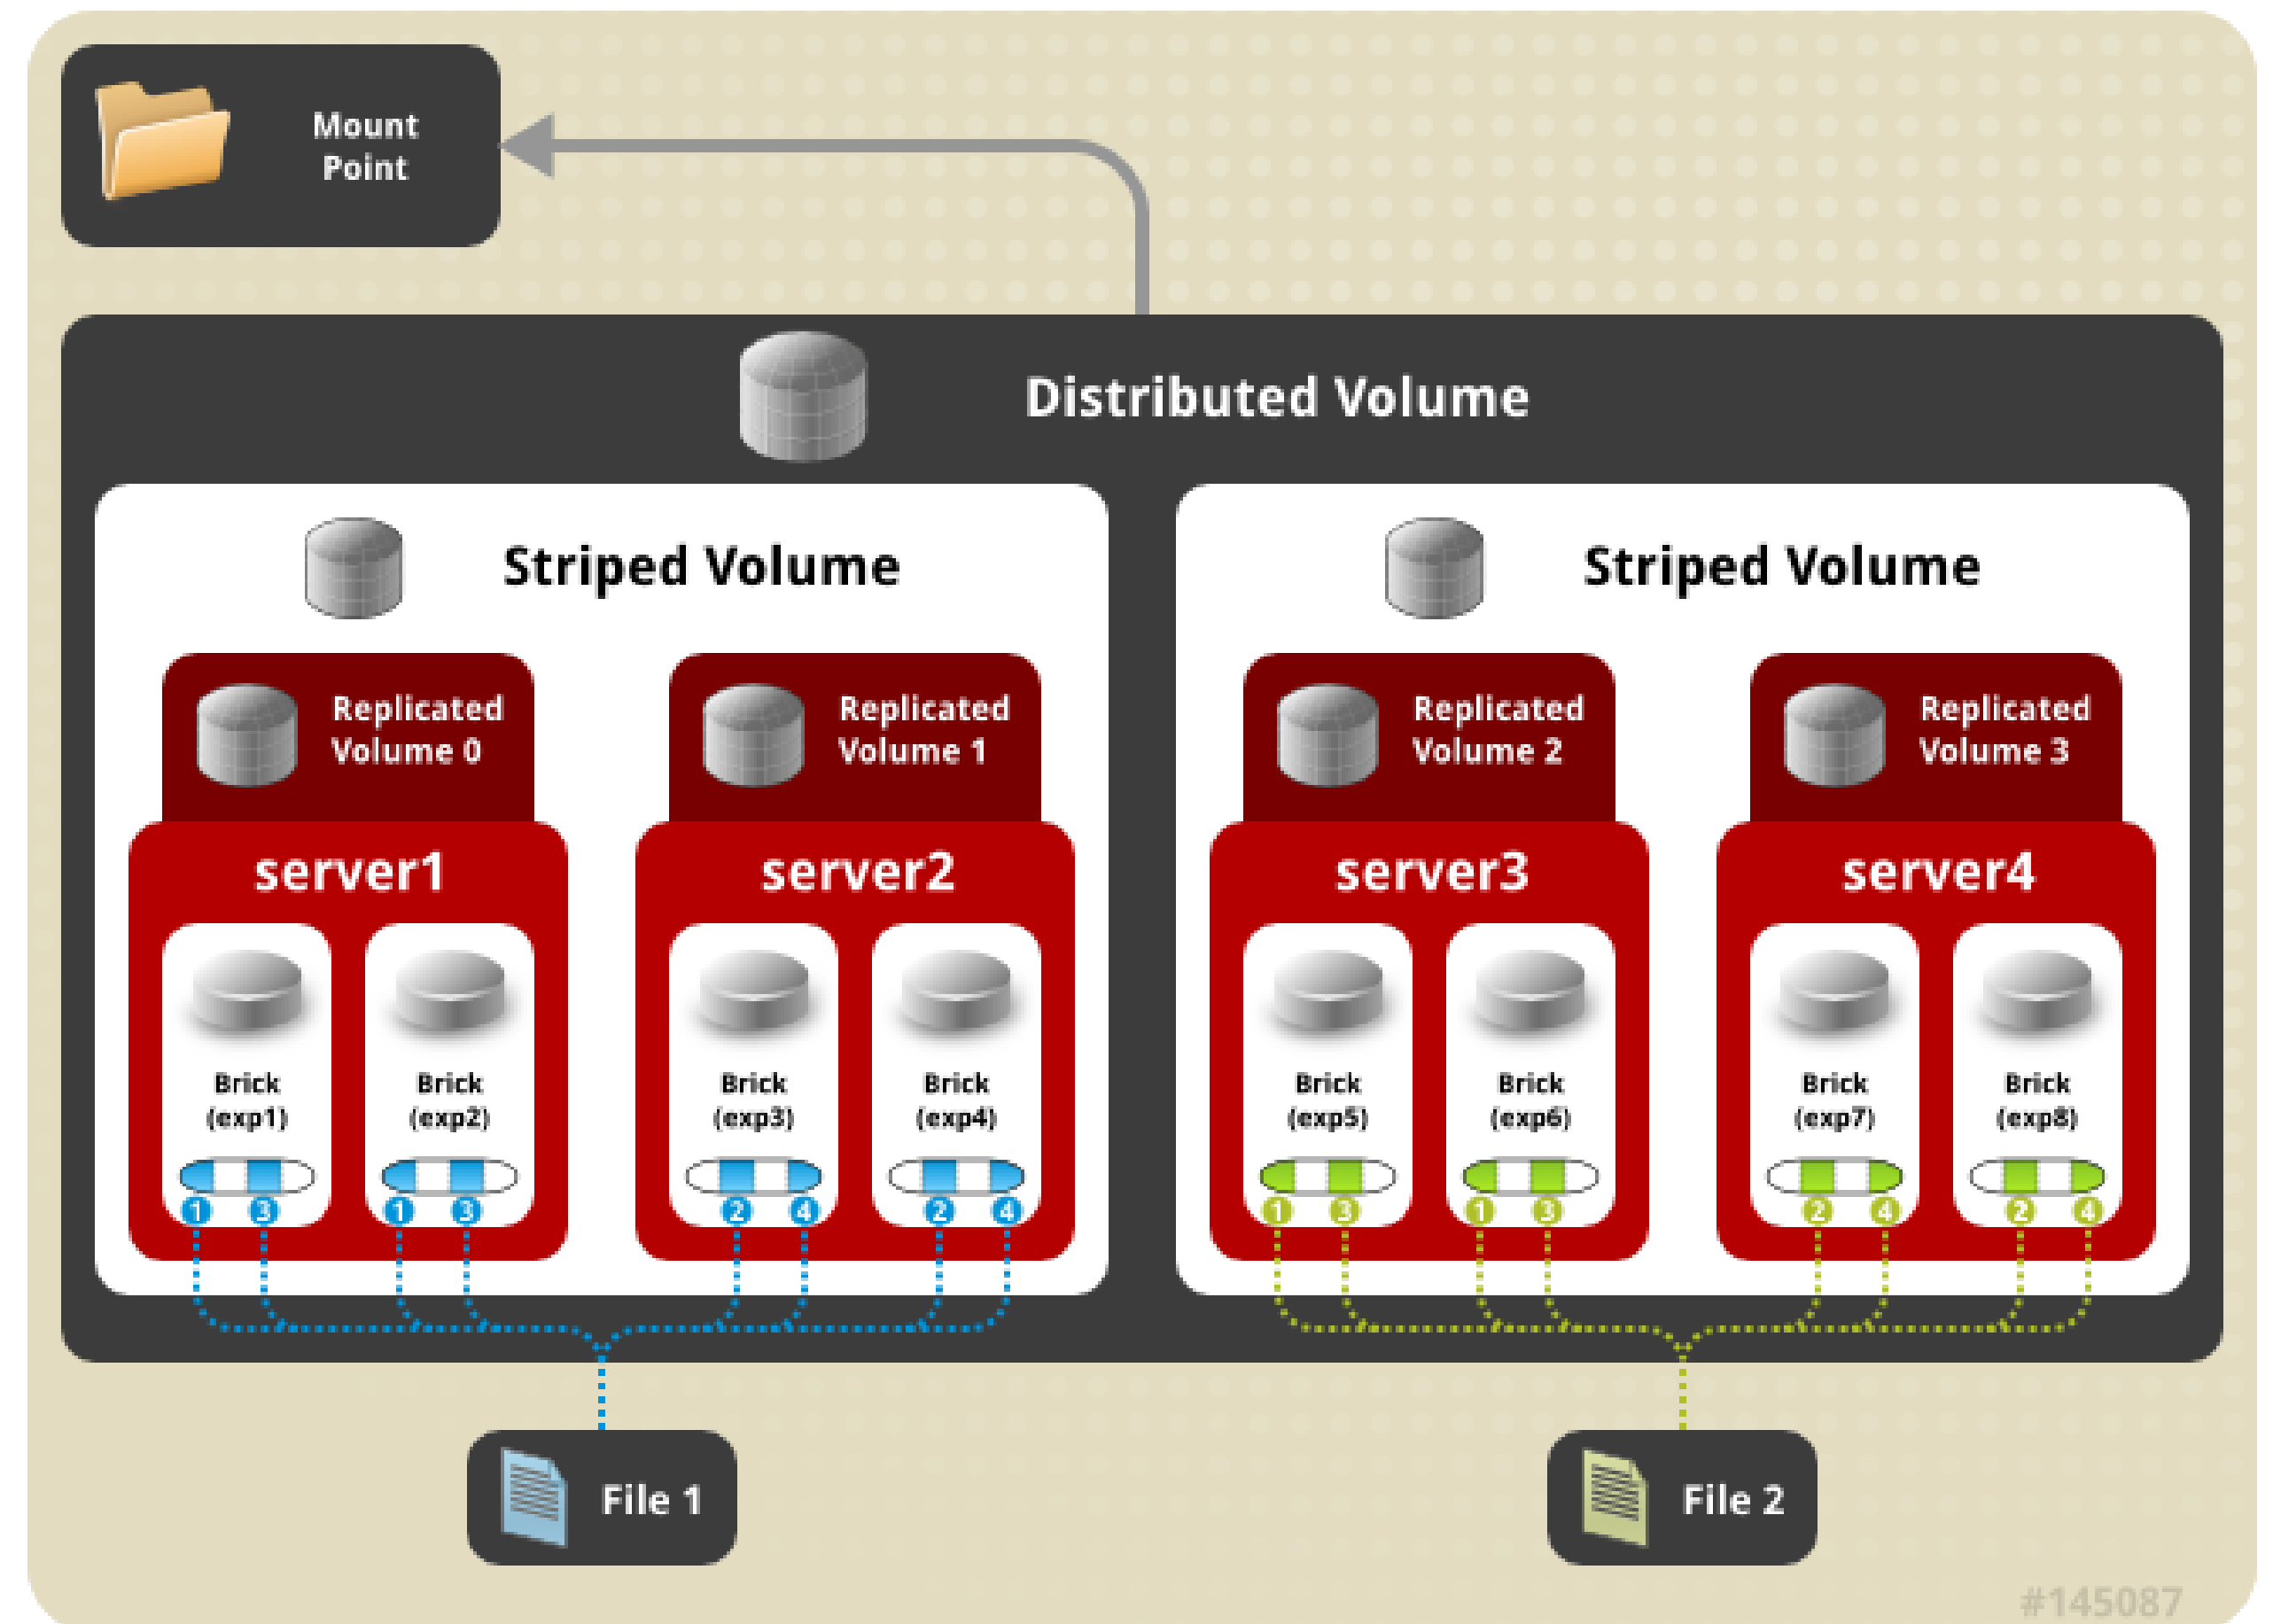 Mount
Point
Distributed Volume
Striped Volume
Striped Volume
Replicated
Volume 0
Replicated
Volume 1
Replicated
Volume 2
Replicated
Volume 3
server1
server2
server3
server4
Brick
(exp1)
Brick
(exp2)
Brick
(exp3)
Brick
(exp4)
Brick
(exp5)
Brick
(exp6)
Brick
(exp7)
Brick
(exp8)
1 3 1 3 2 4 2 4
1 3 1 3 2 4 2 4
File 1
File 2
#145087